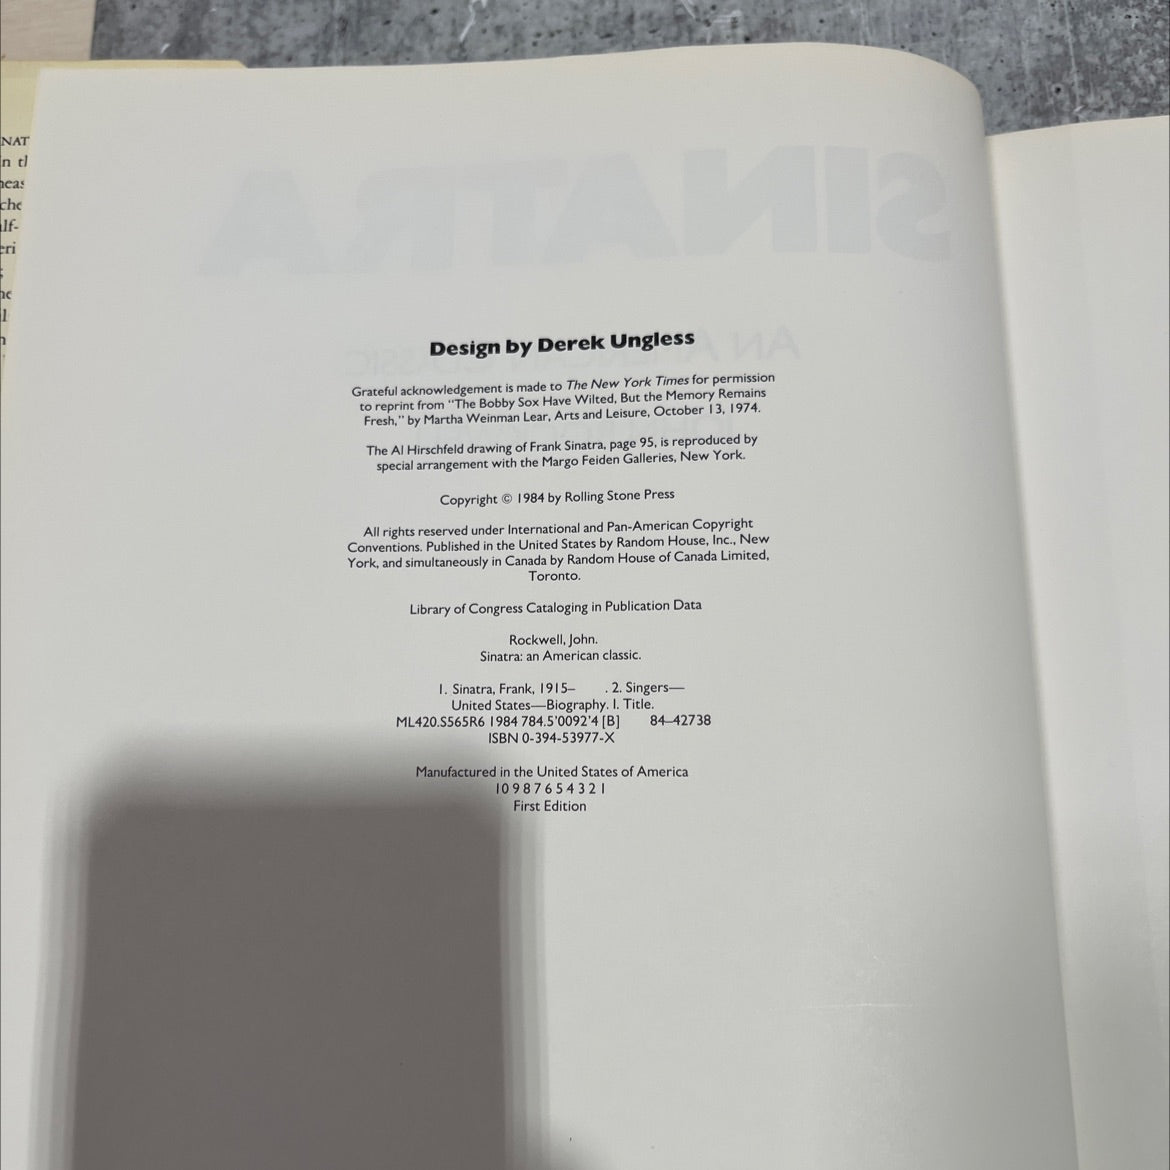 NAT
SINATRA
AN AMERICAN CLASSIC
Design by Derek Ungless
Grateful acknowledgement is made to The New York Times for permission
to reprint from "The Bobby Sox Have Wilted, But the Memory Remains
Fresh," by Martha Weinman Lear, Arts and Leisure, October 13, 1974.
The Al Hirschfeld drawing of Frank Sinatra, page 95, is reproduced by
special arrangement with the Margo Feiden Galleries, New York.
Copyright © 1984 by Rolling Stone Press
All rights reserved under International and Pan-American Copyright
Conventions. Published in the United States by Random House, Inc., New
York, and simultaneously in Canada by Random House of Canada Limited,
Toronto.
Library of Congress Cataloging in Publication Data
Rockwell, John.
Sinatra: an American classic.
1. Sinatra, Frank, 1915– . 2. Singers—
United States—Biography. I. Title.
ML420.S565R6 1984 784.5'0092'4 [B] 84–42738
ISBN 0-394-53977-X
Manufactured in the United States of America
10 9 8 7 6 5 4 3 2 1
First Edition